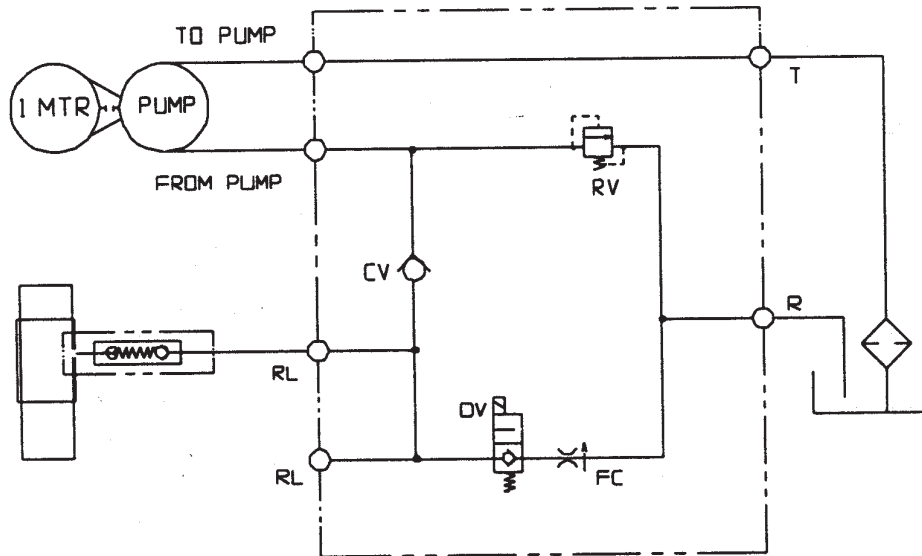 TO PUMP
T
1 MTR
PUMP
FROM PUMP
RV
CV
R
RL
DV
RL
FC